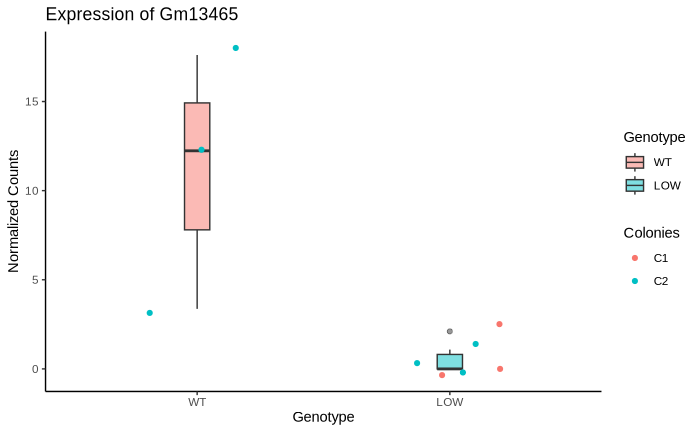 Expression of Gm13465
Normalized Counts
15
10
5
0
WT
LOW
Genotype
Genotype
WT
LOW
Colonies
C1
C2